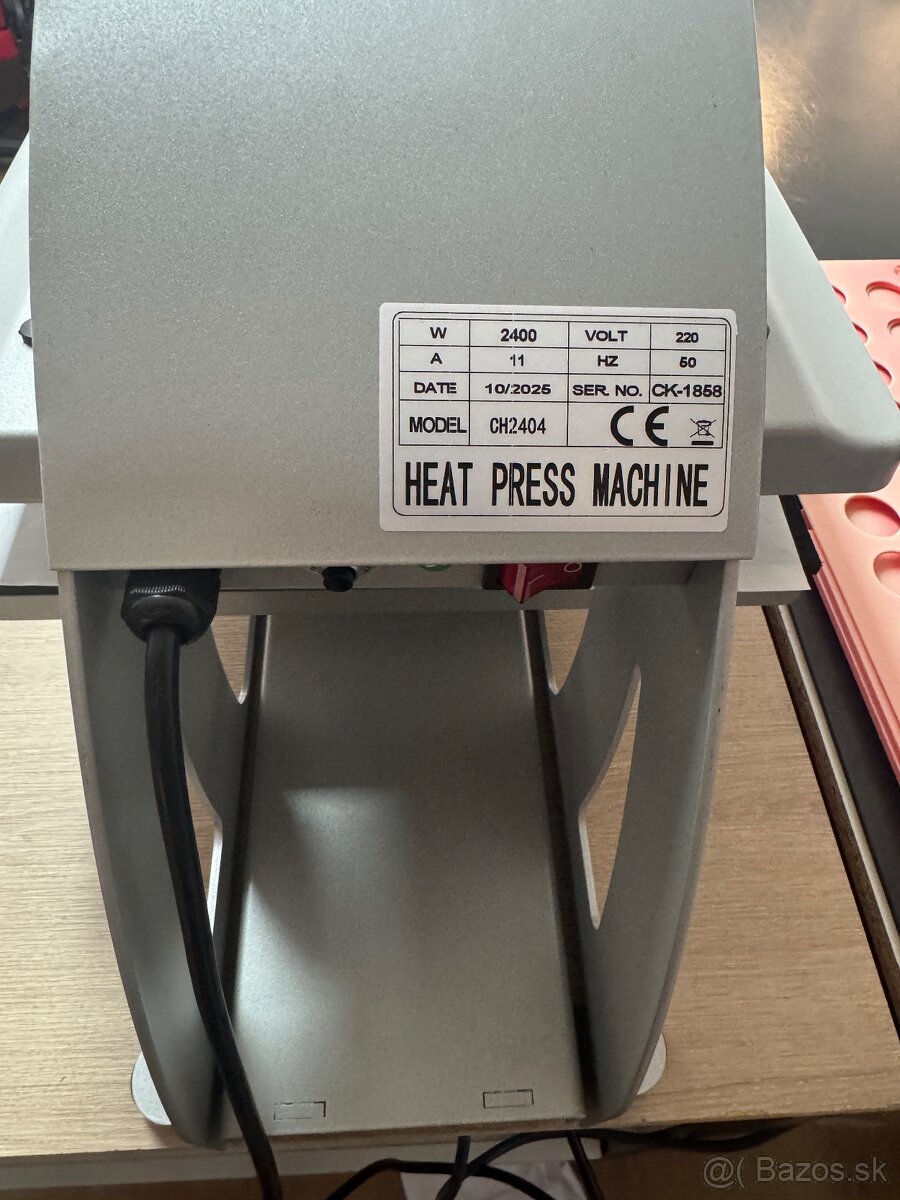 W 2400 VOLT 220
A 11 HZ 50
DATE 10/2025 SER. NO. CK-1858
MODEL CH2404 CE
HEAT PRESS MACHINE
@( Bazos.sk